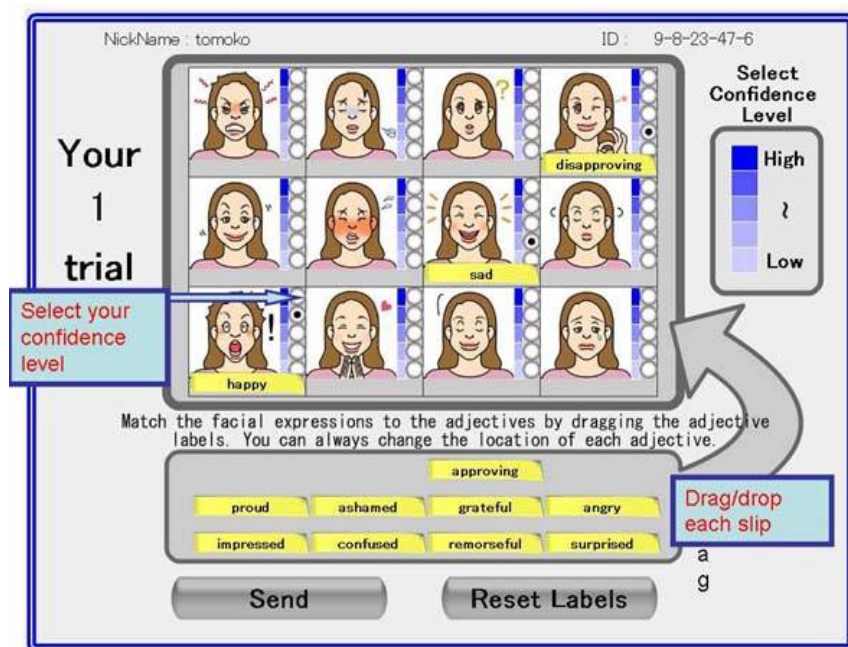 NickName : tomoko
ID : 9-8-23-47-6
Select
Confidence
Level
High
~
Low
Your
1
trial
?
disapproving
sad
Select your
confidence
level
!
happy
Match the facial expressions to the adjectives by dragging the adjective
labels. You can always change the location of each adjective.
approving
proud ashamed grateful angry
impressed confused remorseful surprised
Drag/drop
each slip
a
g
Send
Reset Labels